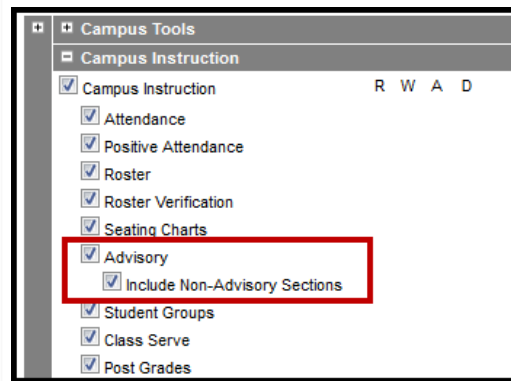 Campus Tools
Campus Instruction
Campus Instruction R W A D
Attendance
Positive Attendance
Roster
Roster Verification
Seating Charts
Advisory
Include Non-Advisory Sections
Student Groups
Class Serve
Post Grades